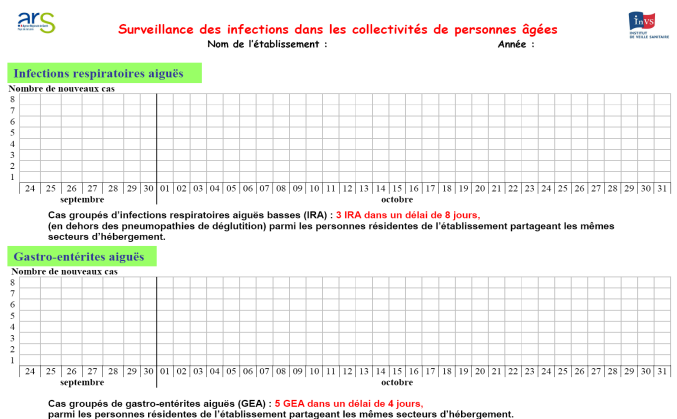 ars
Surveillance des infections dans les collectivités de personnes âgées
InVS
INSTITUT
DE VEILLE SANITAIRE
Nom de l'établissement :
Année :
Infections respiratoires aiguës
Nombre de nouveaux cas
8
7
6
5
4
3
2
1
24 25 26 27 28 29 30 01 02 03 04 05 06 07 08 09 10 11 12 13 14 15 16 17 18 19 20 21 22 23 24 25 26 27 28 29 30 31
septembre octobre
Cas groupés d'infections respiratoires aiguës basses (IRA) : 3 IRA dans un délai de 8 jours,
(en dehors des pneumopathies de déglutition) parmi les personnes résidentes de l'établissement partageant les mêmes
secteurs d'hébergement.
Gastro-entérites aiguës
Nombre de nouveaux cas
8
7
6
5
4
3
2
1
24 25 26 27 28 29 30 01 02 03 04 05 06 07 08 09 10 11 12 13 14 15 16 17 18 19 20 21 22 23 24 25 26 27 28 29 30 31
septembre octobre
Cas groupés de gastro-entérites aiguës (GEA) : 5 GEA dans un délai de 4 jours,
parmi les personnes résidentes de l'établissement partageant les mêmes secteurs d'hébergement.